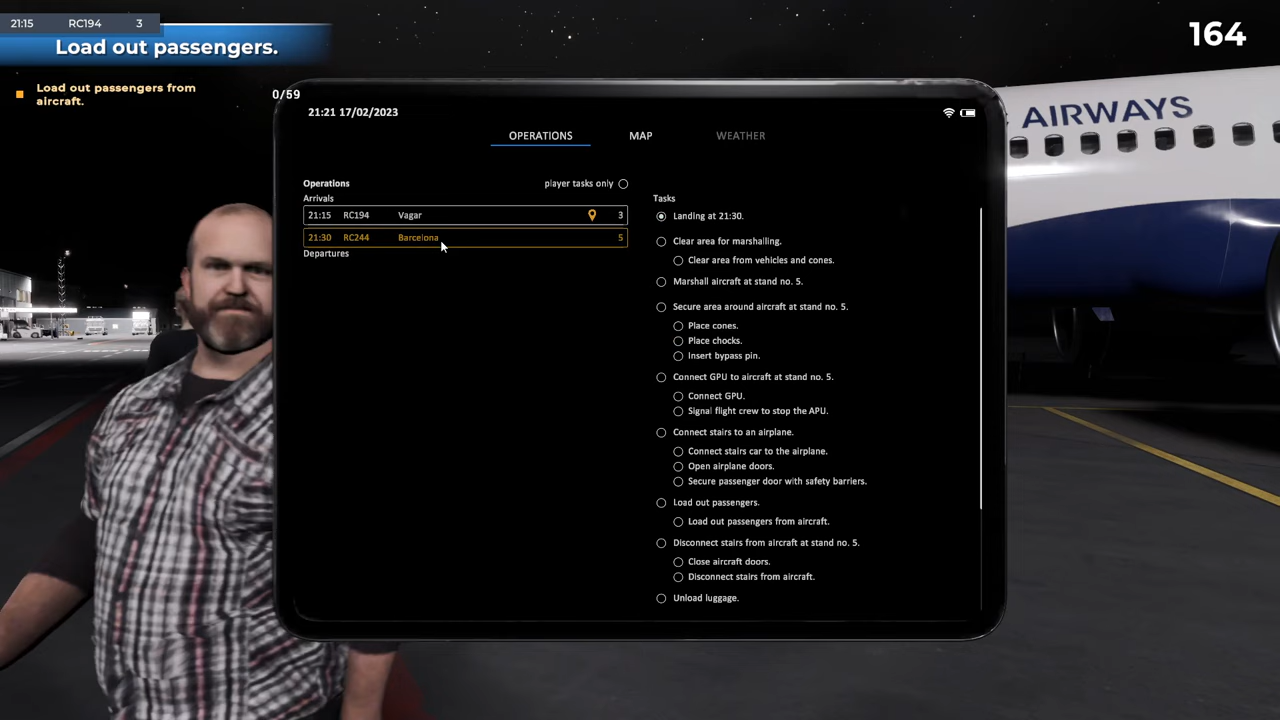 21:15 RC194 3
Load out passengers.
164
Load out passengers from
aircraft.
0/59
21:21 17/02/2023
AIRWAYS
OPERATIONS MAP WEATHER
Operations player tasks only
Arrivals
21:15 RC194 Vagar 3
21:30 RC244 Barcelona 5
Departures
Tasks
Landing at 21:30.
Clear area for marshalling.
Clear area from vehicles and cones.
Marshall aircraft at stand no. 5.
Secure area around aircraft at stand no. 5.
Place cones.
Place chocks.
Insert bypass pin.
Connect GPU to aircraft at stand no. 5.
Connect GPU.
Signal flight crew to stop the APU.
Connect stairs to an airplane.
Connect stairs car to the airplane.
Open airplane doors.
Secure passenger door with safety barriers.
Load out passengers.
Load out passengers from aircraft.
Disconnect stairs from aircraft at stand no. 5.
Close aircraft doors.
Disconnect stairs from aircraft.
Unload luggage.